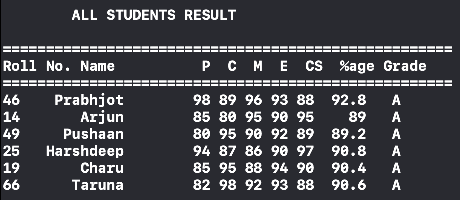 ALL STUDENTS RESULT
====================================================
Roll No. Name P C M E CS %age Grade
====================================================
46 Prabhjot 98 89 96 93 88 92.8 A
14 Arjun 85 80 95 90 95 89 A
49 Pushaan 80 95 90 92 89 89.2 A
25 Harshdeep 94 87 86 90 97 90.8 A
19 Charu 85 95 88 94 90 90.4 A
66 Taruna 82 98 92 93 88 90.6 A